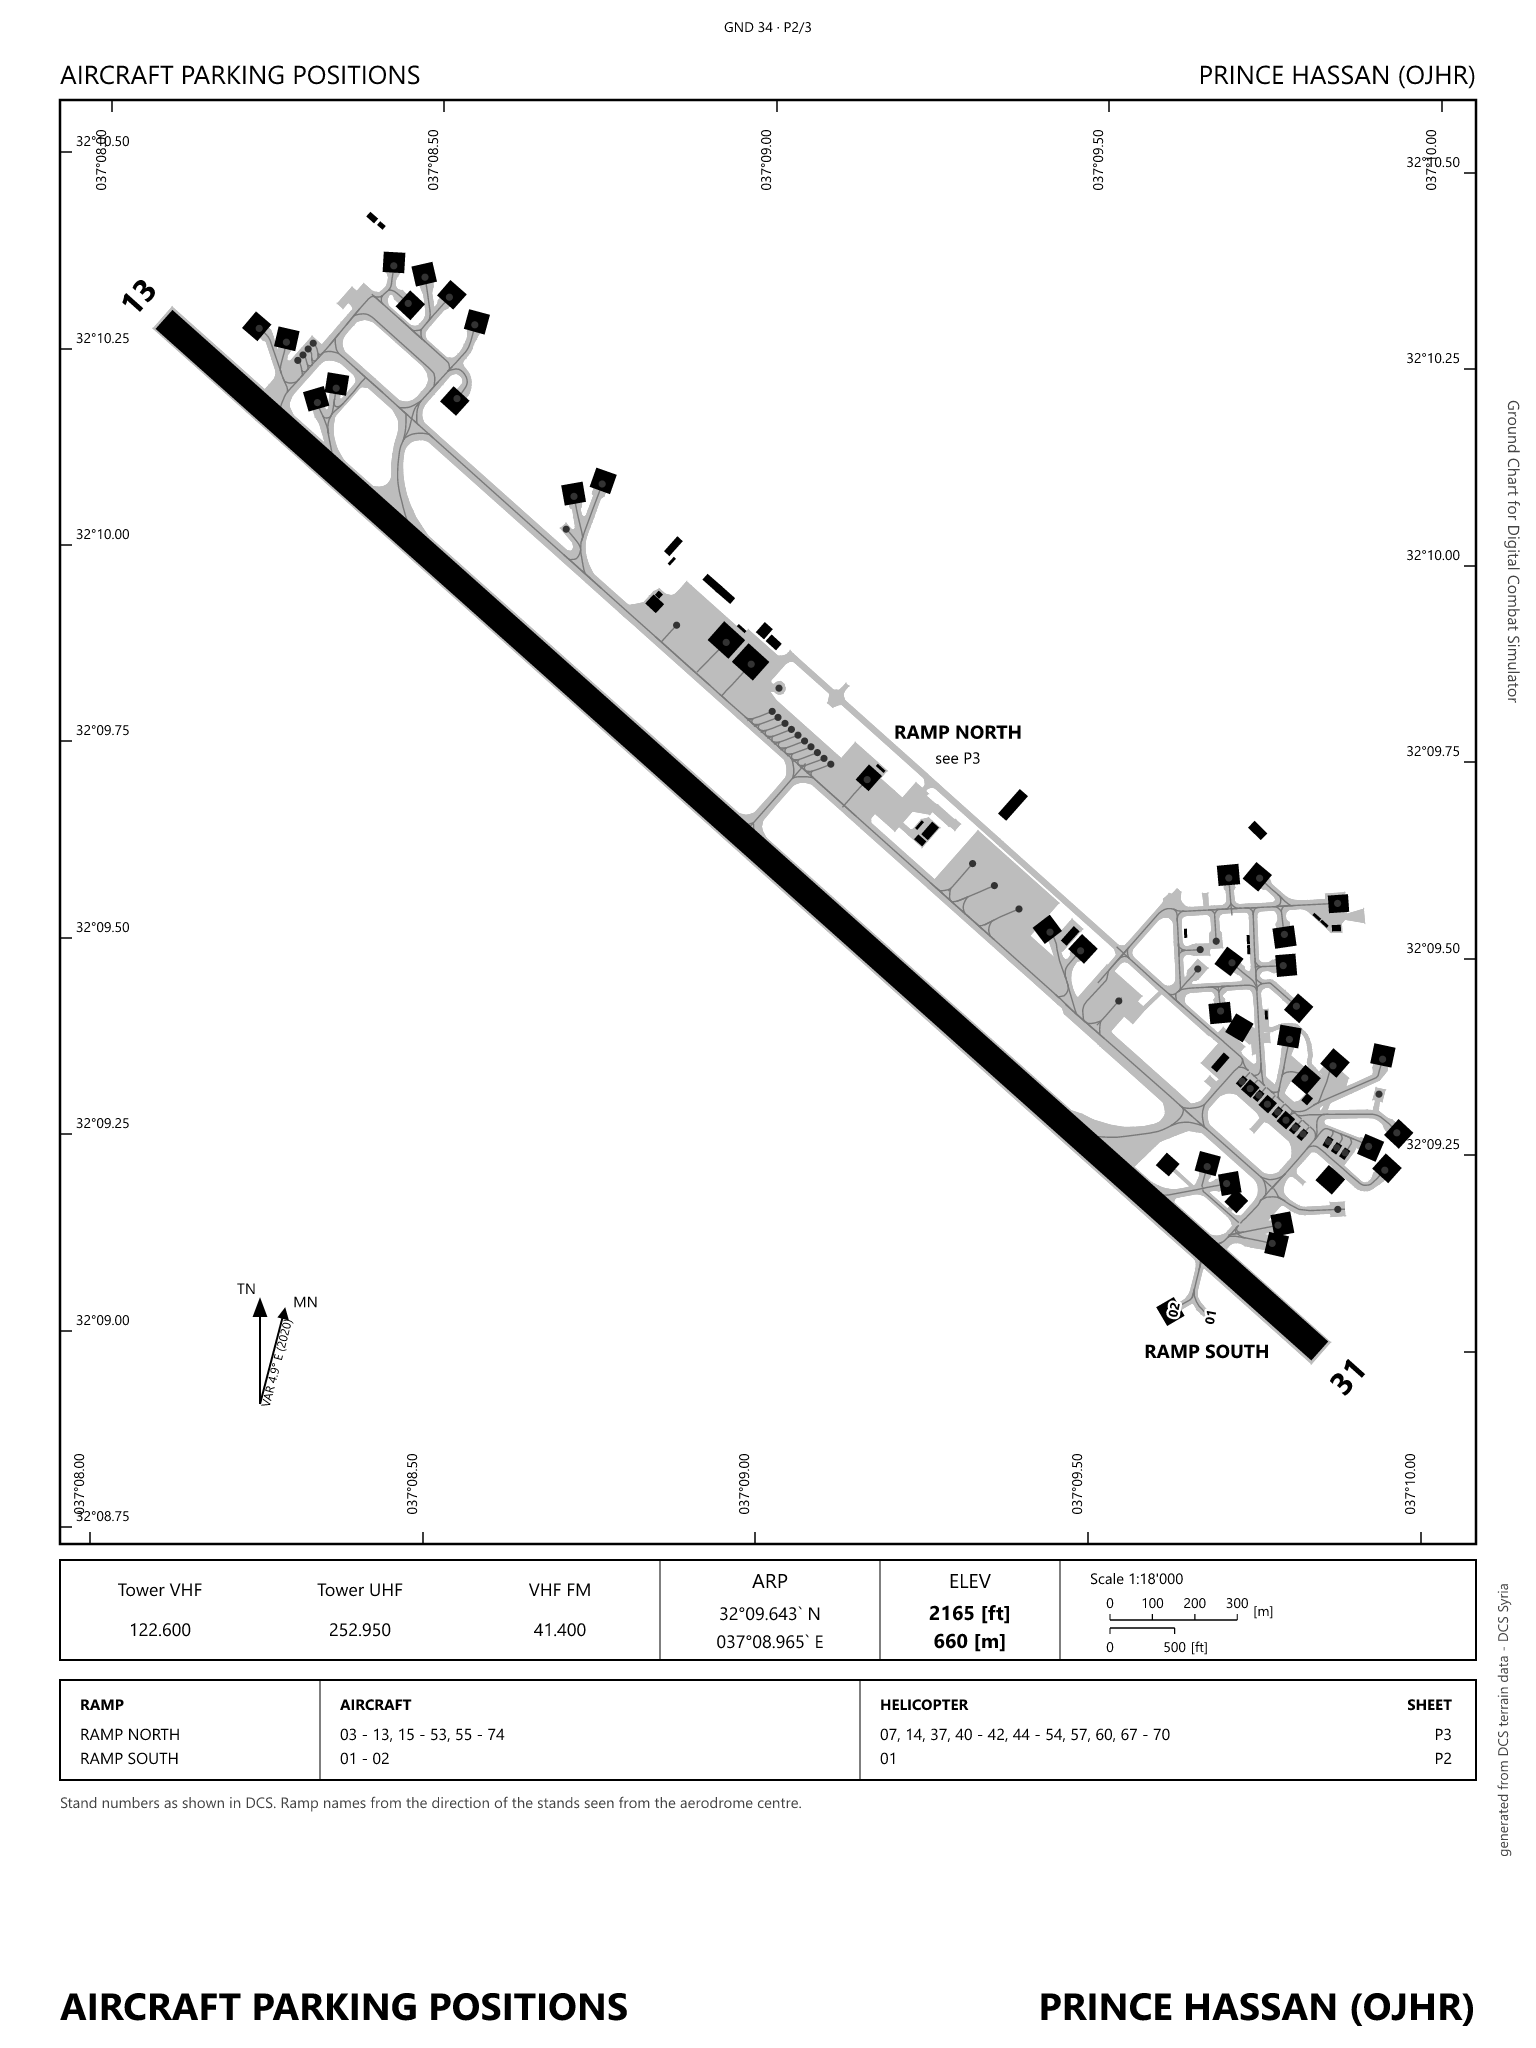 GND 34 · P2/3
AIRCRAFT PARKING POSITIONS
PRINCE HASSAN (OJHR)
037°08.00
037°08.50
037°09.00
037°09.50
037°10.00
32°10.50
32°10.50
13
32°10.25
32°10.25
32°10.00
32°10.00
32°09.75
32°09.75
RAMP NORTH
see P3
32°09.50
32°09.50
32°09.25
32°09.25
TN
MN
VAR 4.9° E (2020)
32°09.00
02
01
RAMP SOUTH
31
037°08.00
037°08.50
037°09.00
037°09.50
037°10.00
32°08.75
Ground Chart for Digital Combat Simulator
Tower VHF
122.600
Tower UHF
252.950
VHF FM
41.400
ARP
32°09.643` N
037°08.965` E
ELEV
2165 [ft]
660 [m]
Scale 1:18'000
0 100 200 300 [m]
0 500 [ft]
RAMP AIRCRAFT HELICOPTER SHEET
RAMP NORTH 03 - 13, 15 - 53, 55 - 74 07, 14, 37, 40 - 42, 44 - 54, 57, 60, 67 - 70 P3
RAMP SOUTH 01 - 02 01 P2
Stand numbers as shown in DCS. Ramp names from the direction of the stands seen from the aerodrome centre.
generated from DCS terrain data - DCS Syria
AIRCRAFT PARKING POSITIONS
PRINCE HASSAN (OJHR)